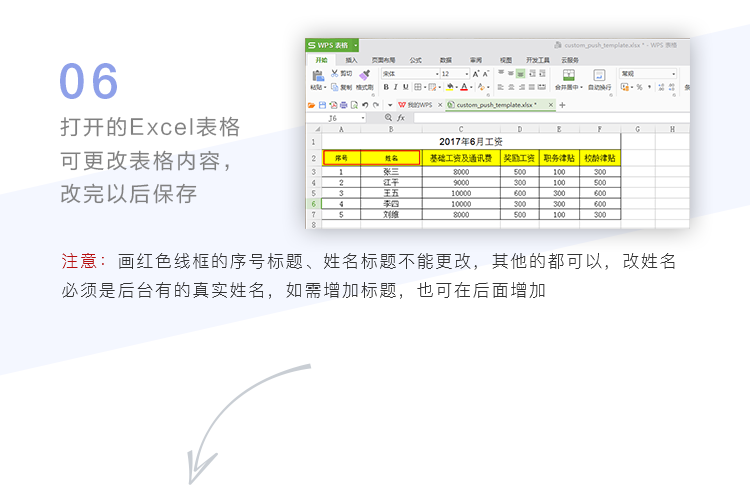 06
打开的Excel表格
可更改表格内容，
改完以后保存
WPS 表格
custom_push_template.xlsx * - WPS 表格
开始 插入 页面布局 公式 数据 审阅 视图 开发工具 云服务
粘贴 剪切 复制 格式刷 宋体 12 B I U 合并居中 自动换行 常规
我的WPS custom_push_template.xlsx *
J6 fx
A B C D E F G H
1 2017年6月工资
2 序号 姓名 基础工资及通讯费 奖励工资 职务津贴 校龄津贴
3 1 张三 8000 500 100 300
4 2 江平 9000 300 100 500
5 3 王五 10000 600 300 600
6 4 李四 10000 300 300 600
7 5 刘维 8000 500 100 300
8
注意：画红色线框的序号标题、姓名标题不能更改，其他的都可以，改姓名
必须是后台有的真实姓名，如需增加标题，也可在后面增加